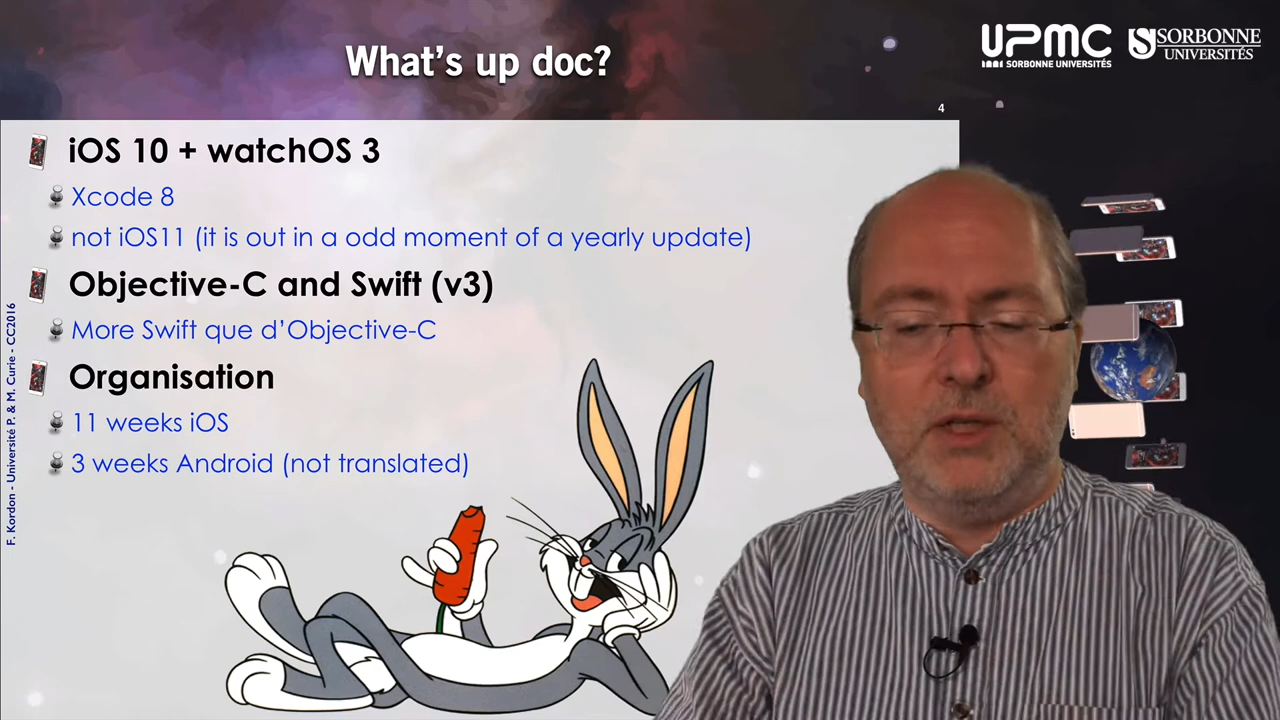 What's up doc?
UPMC
SORBONNE UNIVERSITÉS
SORBONNE
UNIVERSITÉS
4
iOS 10 + watchOS 3
Xcode 8
not iOS11 (it is out in a odd moment of a yearly update)
Objective-C and Swift (v3)
More Swift que d'Objective-C
Organisation
11 weeks iOS
3 weeks Android (not translated)
F. Kordon - Université P. & M. Curie - CC2016